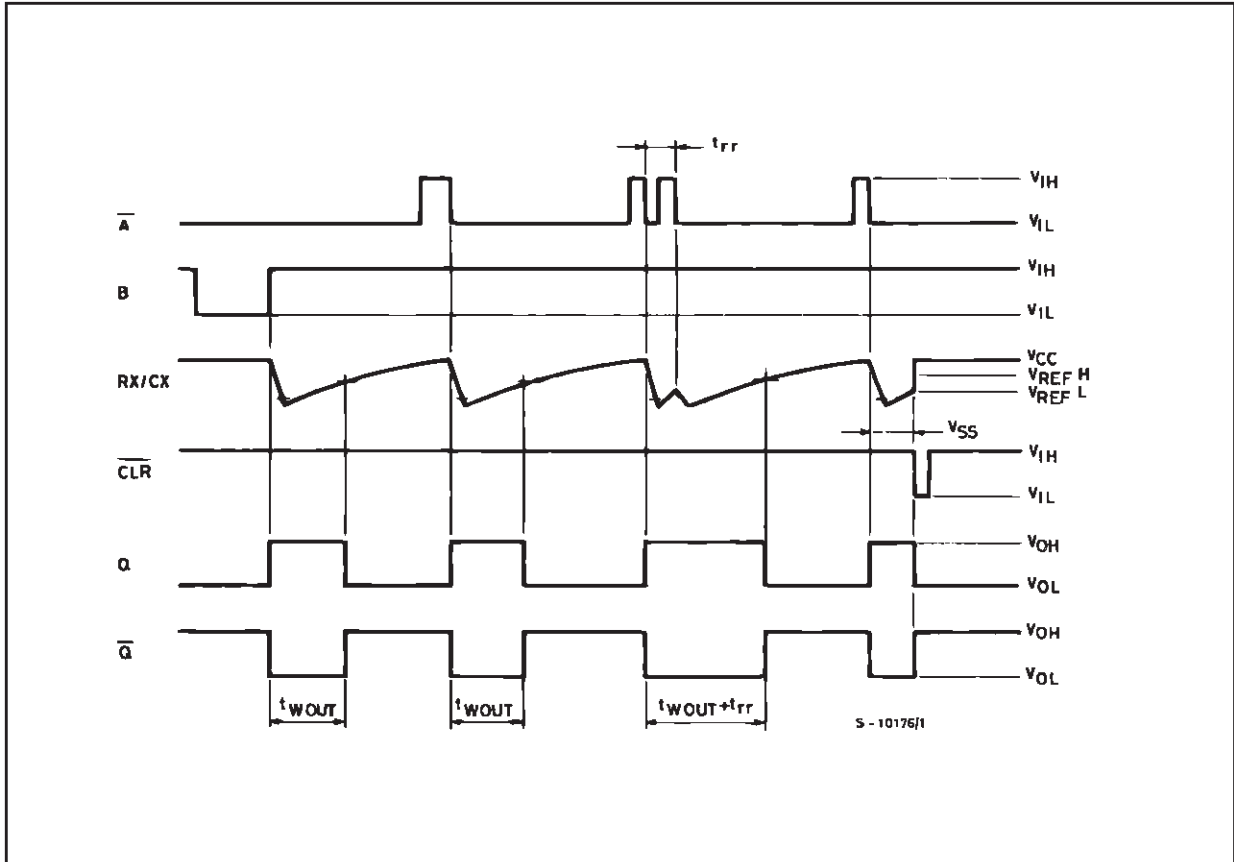 trr
A
VIH
VIL
B
VIH
VIL
RX/CX
VCC
VREF H
VREF L
VSS
CLR
VIH
VIL
Q
VOH
VOL
Q
VOH
VOL
tWOUT
tWOUT
tWOUT+trr
S-10176/1